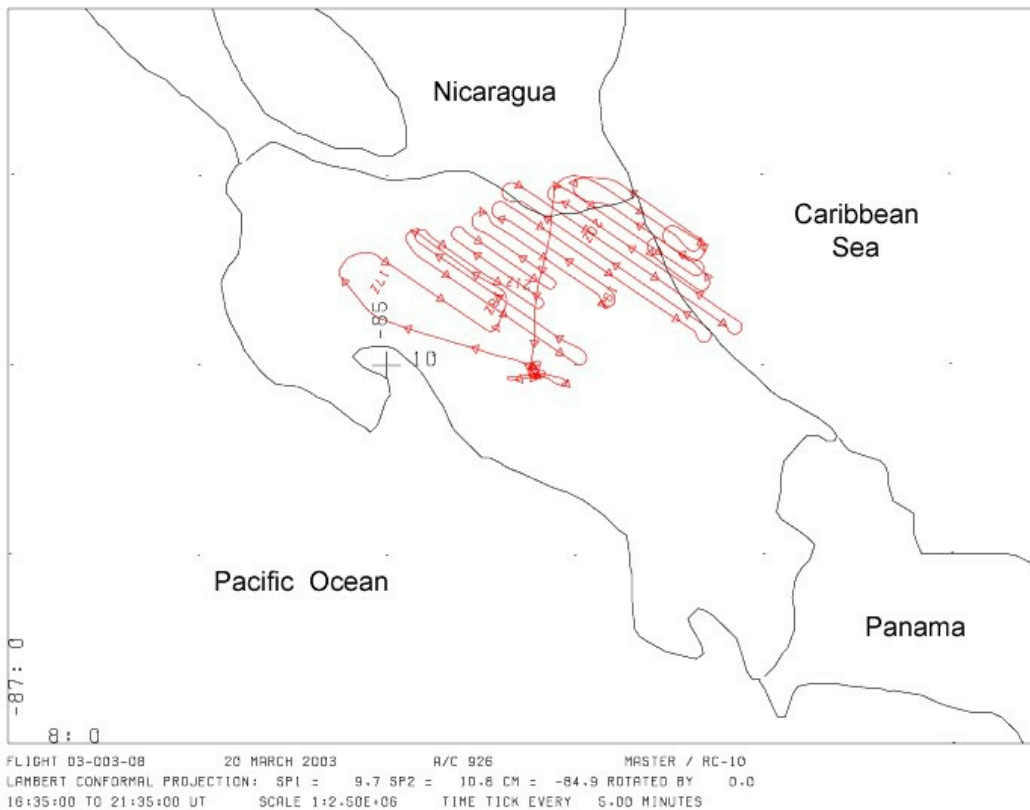 Nicaragua
Caribbean
Sea
-85
10
Pacific Ocean
Panama
-87: 0
8: 0
FLIGHT 03-003-08 20 MARCH 2003 A/C 926 MASTER / RC-10
LAMBERT CONFORMAL PROJECTION: SP1 = 9.7 SP2 = 10.8 CM = -84.9 ROTATED BY 0.0
16:35:00 TO 21:35:00 UT SCALE 1:2.50E+06 TIME TICK EVERY 5.00 MINUTES